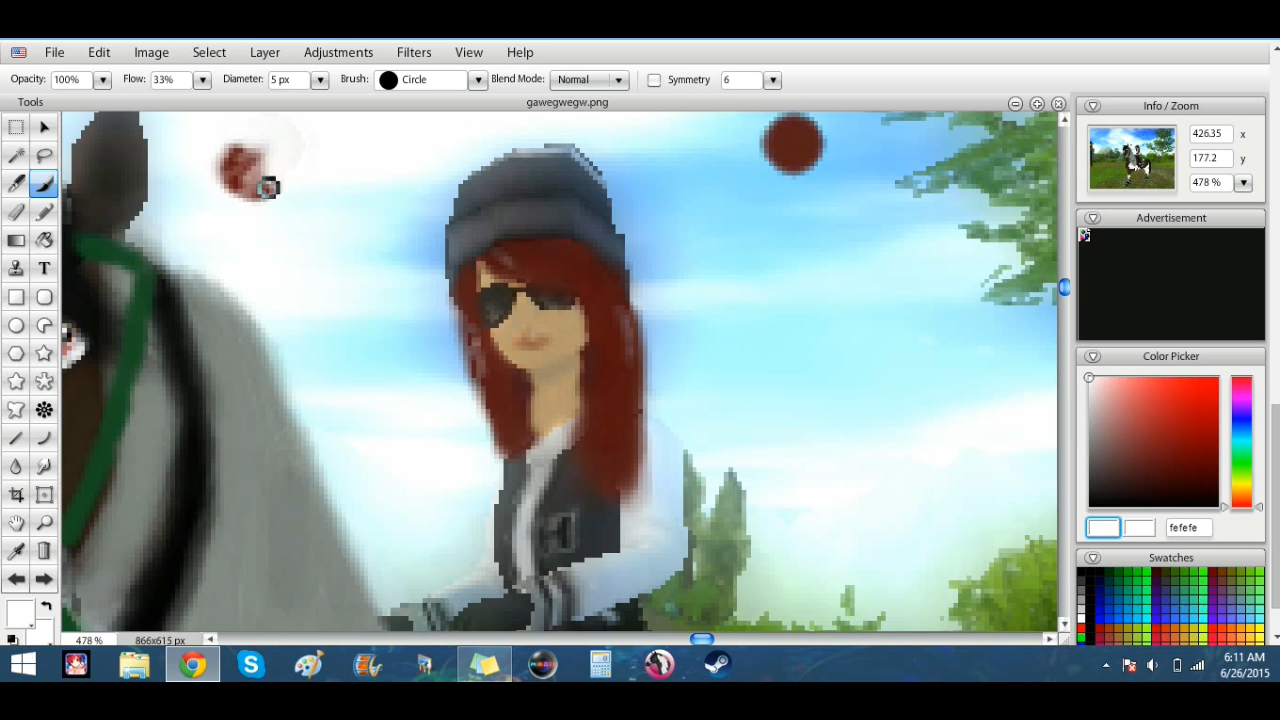 File Edit Image Select Layer Adjustments Filters View Help
Opacity: 100% Flow: 33% Diameter: 5 px Brush: Circle Blend Mode: Normal Symmetry 6
Tools
gawegwegw.png
Info / Zoom
426.35 x
177.2 y
478 %
Advertisement
Color Picker
fefefe
Swatches
H
478 % 866x615 px
6:11 AM
6/26/2015